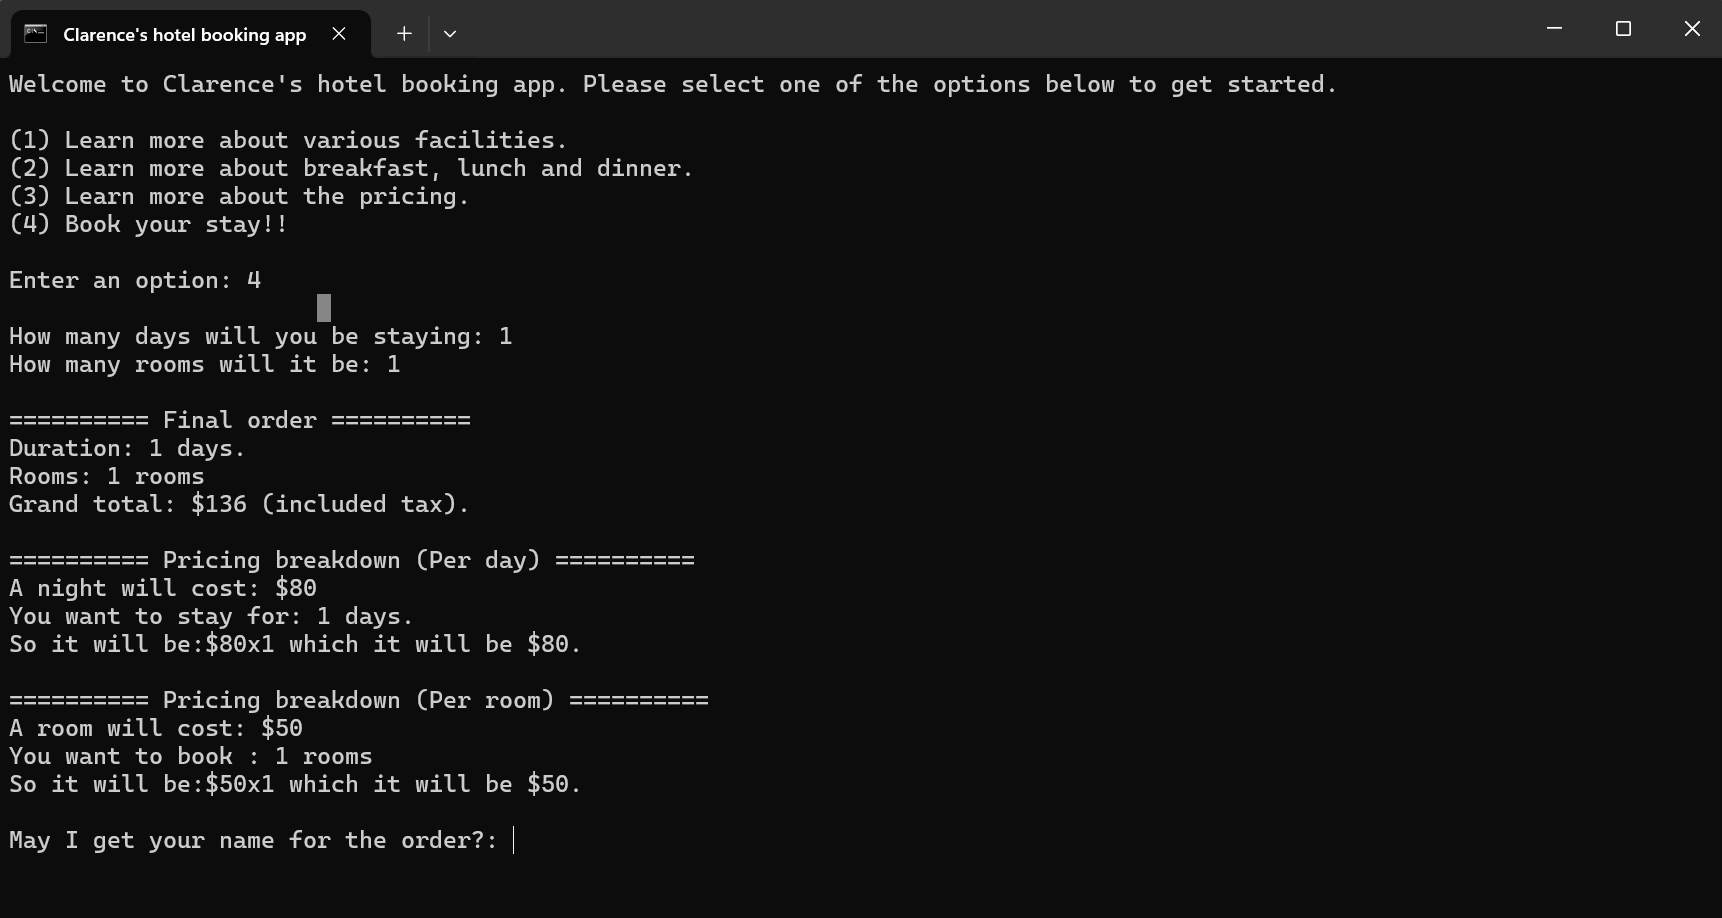 Clarence's hotel booking app
Welcome to Clarence's hotel booking app. Please select one of the options below to get started.
(1) Learn more about various facilities.
(2) Learn more about breakfast, lunch and dinner.
(3) Learn more about the pricing.
(4) Book your stay!!
Enter an option: 4
How many days will you be staying: 1
How many rooms will it be: 1
========== Final order ==========
Duration: 1 days.
Rooms: 1 rooms
Grand total: $136 (included tax).
========== Pricing breakdown (Per day) ==========
A night will cost: $80
You want to stay for: 1 days.
So it will be:$80x1 which it will be $80.
========== Pricing breakdown (Per room) ==========
A room will cost: $50
You want to book : 1 rooms
So it will be:$50x1 which it will be $50.
May I get your name for the order?: